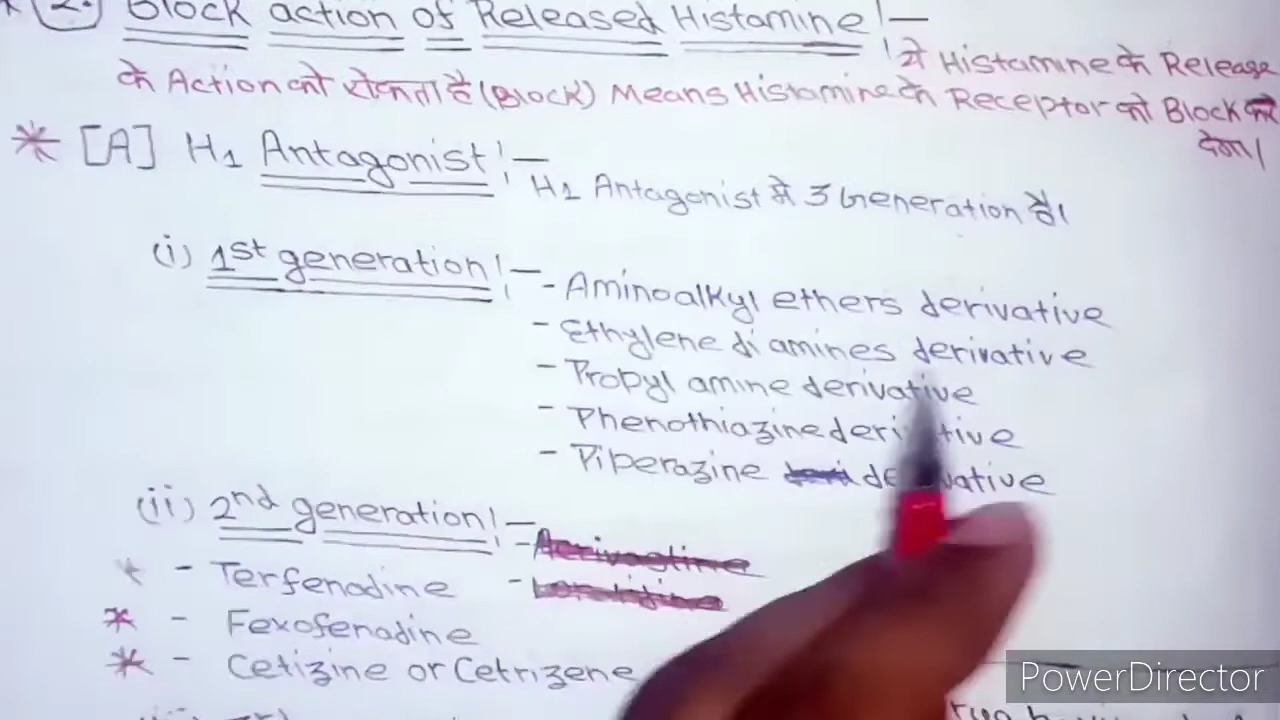 2. Block action of Released Histamine!—
ये Histamine के Release
के Action को रोकता है (Block) Means Histamine के Receptor को Block कर
देगा।
* [A] H1 Antagonist!—
H1 Antagonist में 3 Generation है।
(i) 1st generation!—
- Aminoalkyl ethers derivative
- Ethylene di amines derivative
- Propyl amine derivative
- Phenothiazine derivative
- Piperazine derivative
(ii) 2nd generation!—
* - Terfenadine
* - Fexofenadine
* - Cetizine or Cetrizene
PowerDirector